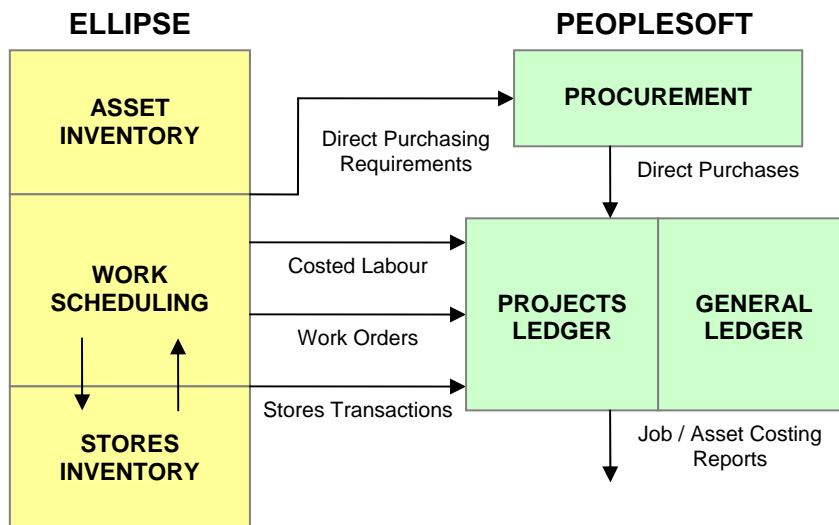 ELLIPSE
PEOPLESOFT
ASSET
INVENTORY
PROCUREMENT
Direct Purchasing
Requirements
Direct Purchases
WORK
SCHEDULING
Costed Labour
Work Orders
Stores Transactions
PROJECTS
LEDGER
GENERAL
LEDGER
STORES
INVENTORY
Job / Asset Costing
Reports